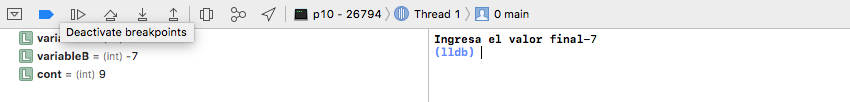 p10 - 26794 Thread 1 0 main
Deactivate breakpoints
L
L variableB = (int) -7
L cont = (int) 9
Ingresa el valor final-7
(lldb)